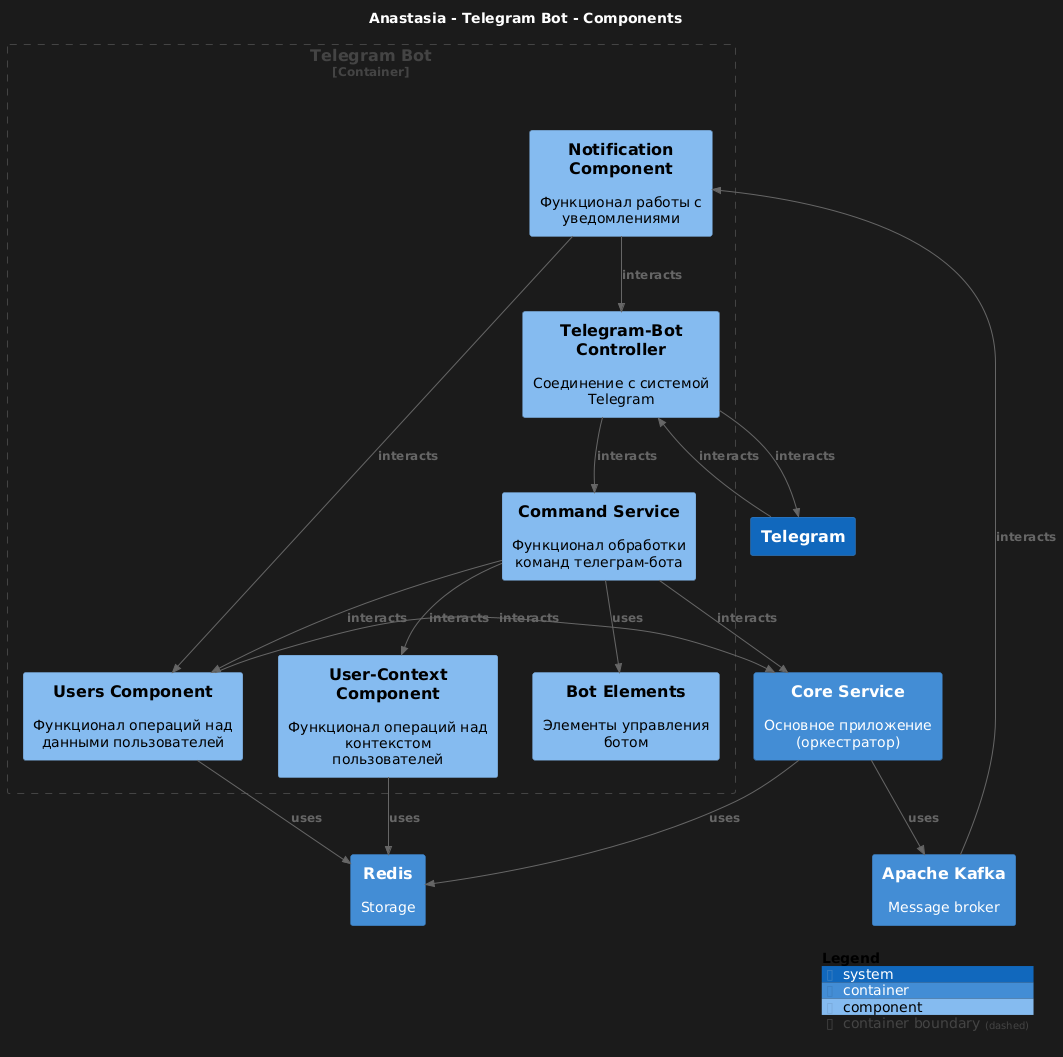 Anastasia - Telegram Bot - Components
Telegram Bot
[Container]
Notification
Component
Функционал работы с
уведомлениями
interacts
Telegram-Bot
Controller
Соединение с системой
Telegram
interacts
interacts
interacts
interacts
Command Service
Функционал обработки
команд телеграм-бота
Telegram
interacts
interacts
interacts
interacts
uses
interacts
Users Component
Функционал операций над
данными пользователей
User-Context
Component
Функционал операций над
контекстом
пользователей
Bot Elements
Элементы управления
ботом
Core Service
Основное приложение
(оркестратор)
uses
uses
uses
uses
Redis
Storage
Apache Kafka
Message broker
Legend
system
container
component
container boundary (dashed)